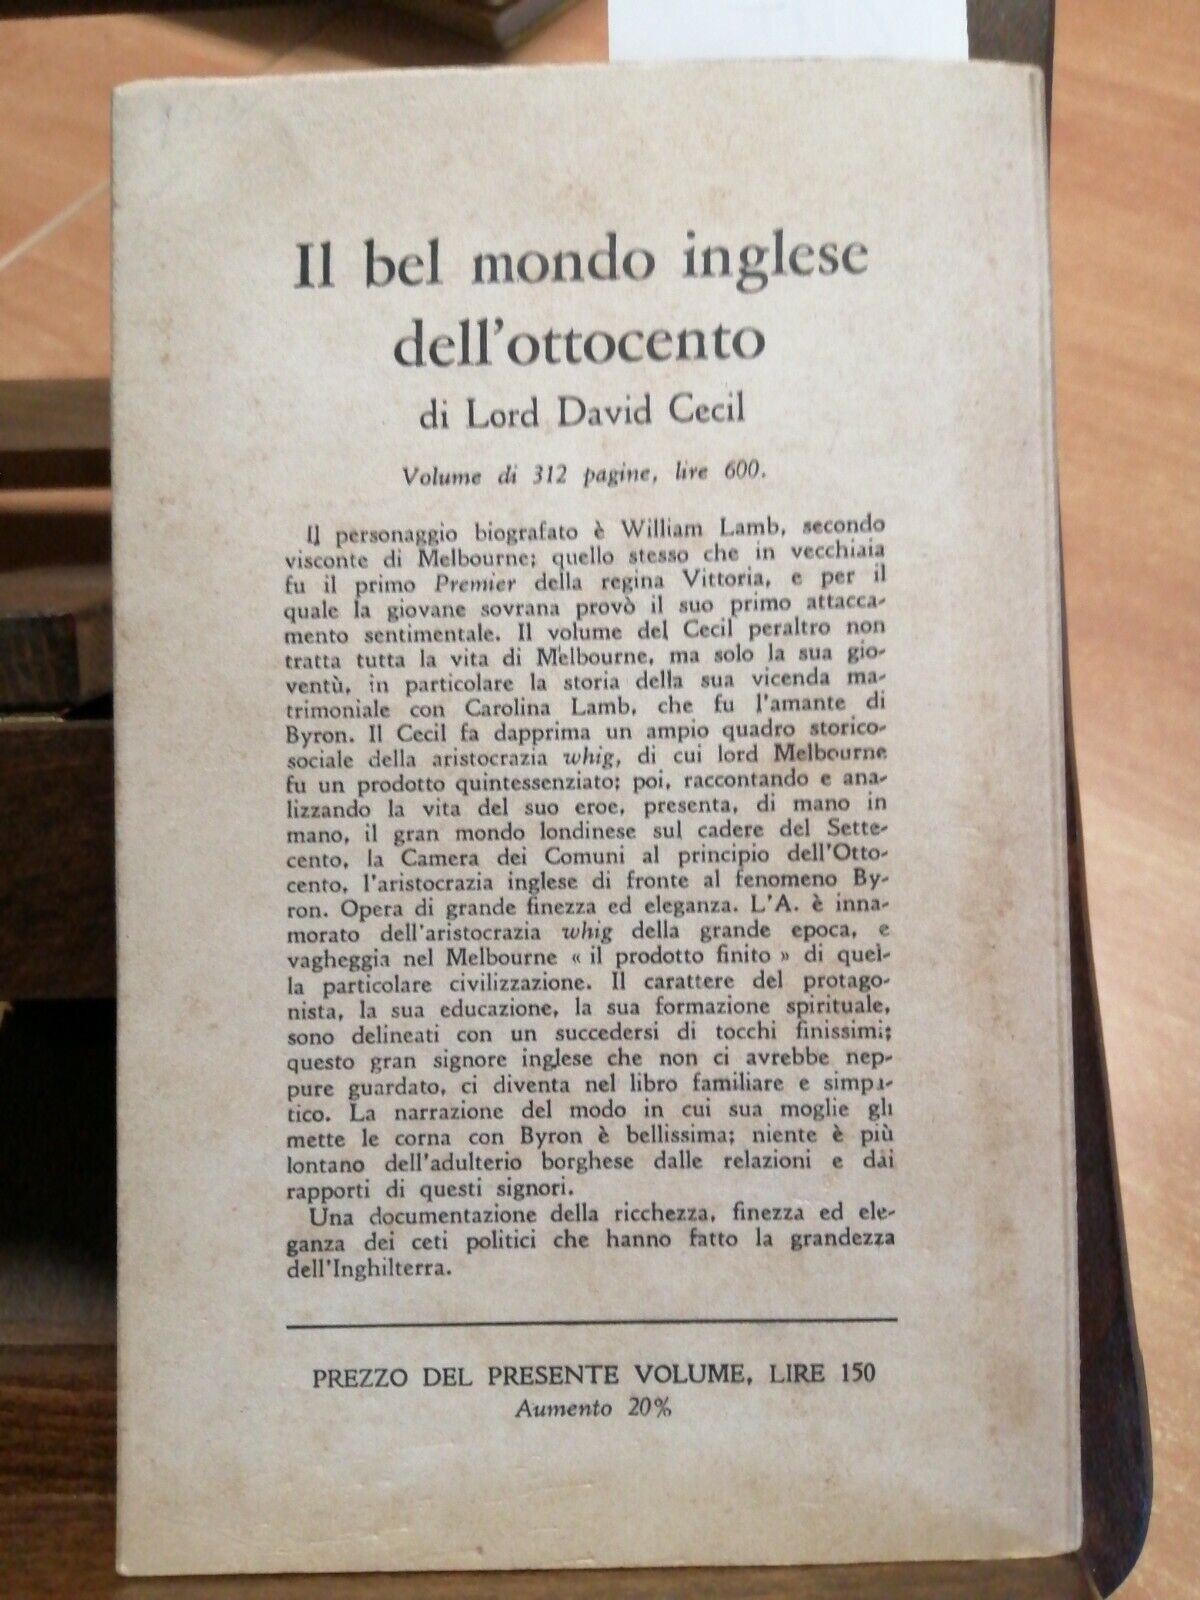 Il bel mondo inglese
dell'ottocento
di Lord David Cecil
Volume di 312 pagine, lire 600.
Il personaggio biografato è William Lamb, secondo
visconte di Melbourne; quello stesso che in vecchiaia
fu il primo Premier della regina Vittoria, e per il
quale la giovane sovrana provò il suo primo attacca-
mento sentimentale. Il volume del Cecil peraltro non
tratta tutta la vita di Melbourne, ma solo la sua gio-
ventù, in particolare la storia della sua vicenda ma-
trimoniale con Carolina Lamb, che fu l'amante di
Byron. Il Cecil fa dapprima un ampio quadro storico-
sociale della aristocrazia whig, di cui lord Melbourne
fu un prodotto quintessenziato; poi, raccontando e ana-
lizzando la vita del suo eroe, presenta, di mano in
mano, il gran mondo londinese sul cadere del Sette-
cento, la Camera dei Comuni al principio dell'Otto-
cento, l'aristocrazia inglese di fronte al fenomeno By-
ron. Opera di grande finezza ed eleganza. L'A. è inna-
morato dell'aristocrazia whig della grande epoca, e
vagheggia nel Melbourne « il prodotto finito » di quel-
la particolare civilizzazione. Il carattere del protago-
nista, la sua educazione, la sua formazione spirituale,
sono delineati con un succedersi di tocchi finissimi;
questo gran signore inglese che non ci avrebbe nep-
pure guardato, ci diventa nel libro familiare e simpa-
tico. La narrazione del modo in cui sua moglie gli
mette le corna con Byron è bellissima; niente è più
lontano dell'adulterio borghese dalle relazioni e dai
rapporti di questi signori.
Una documentazione della ricchezza, finezza ed ele-
ganza dei ceti politici che hanno fatto la grandezza
dell'Inghilterra.
PREZZO DEL PRESENTE VOLUME, LIRE 150
Aumento 20%